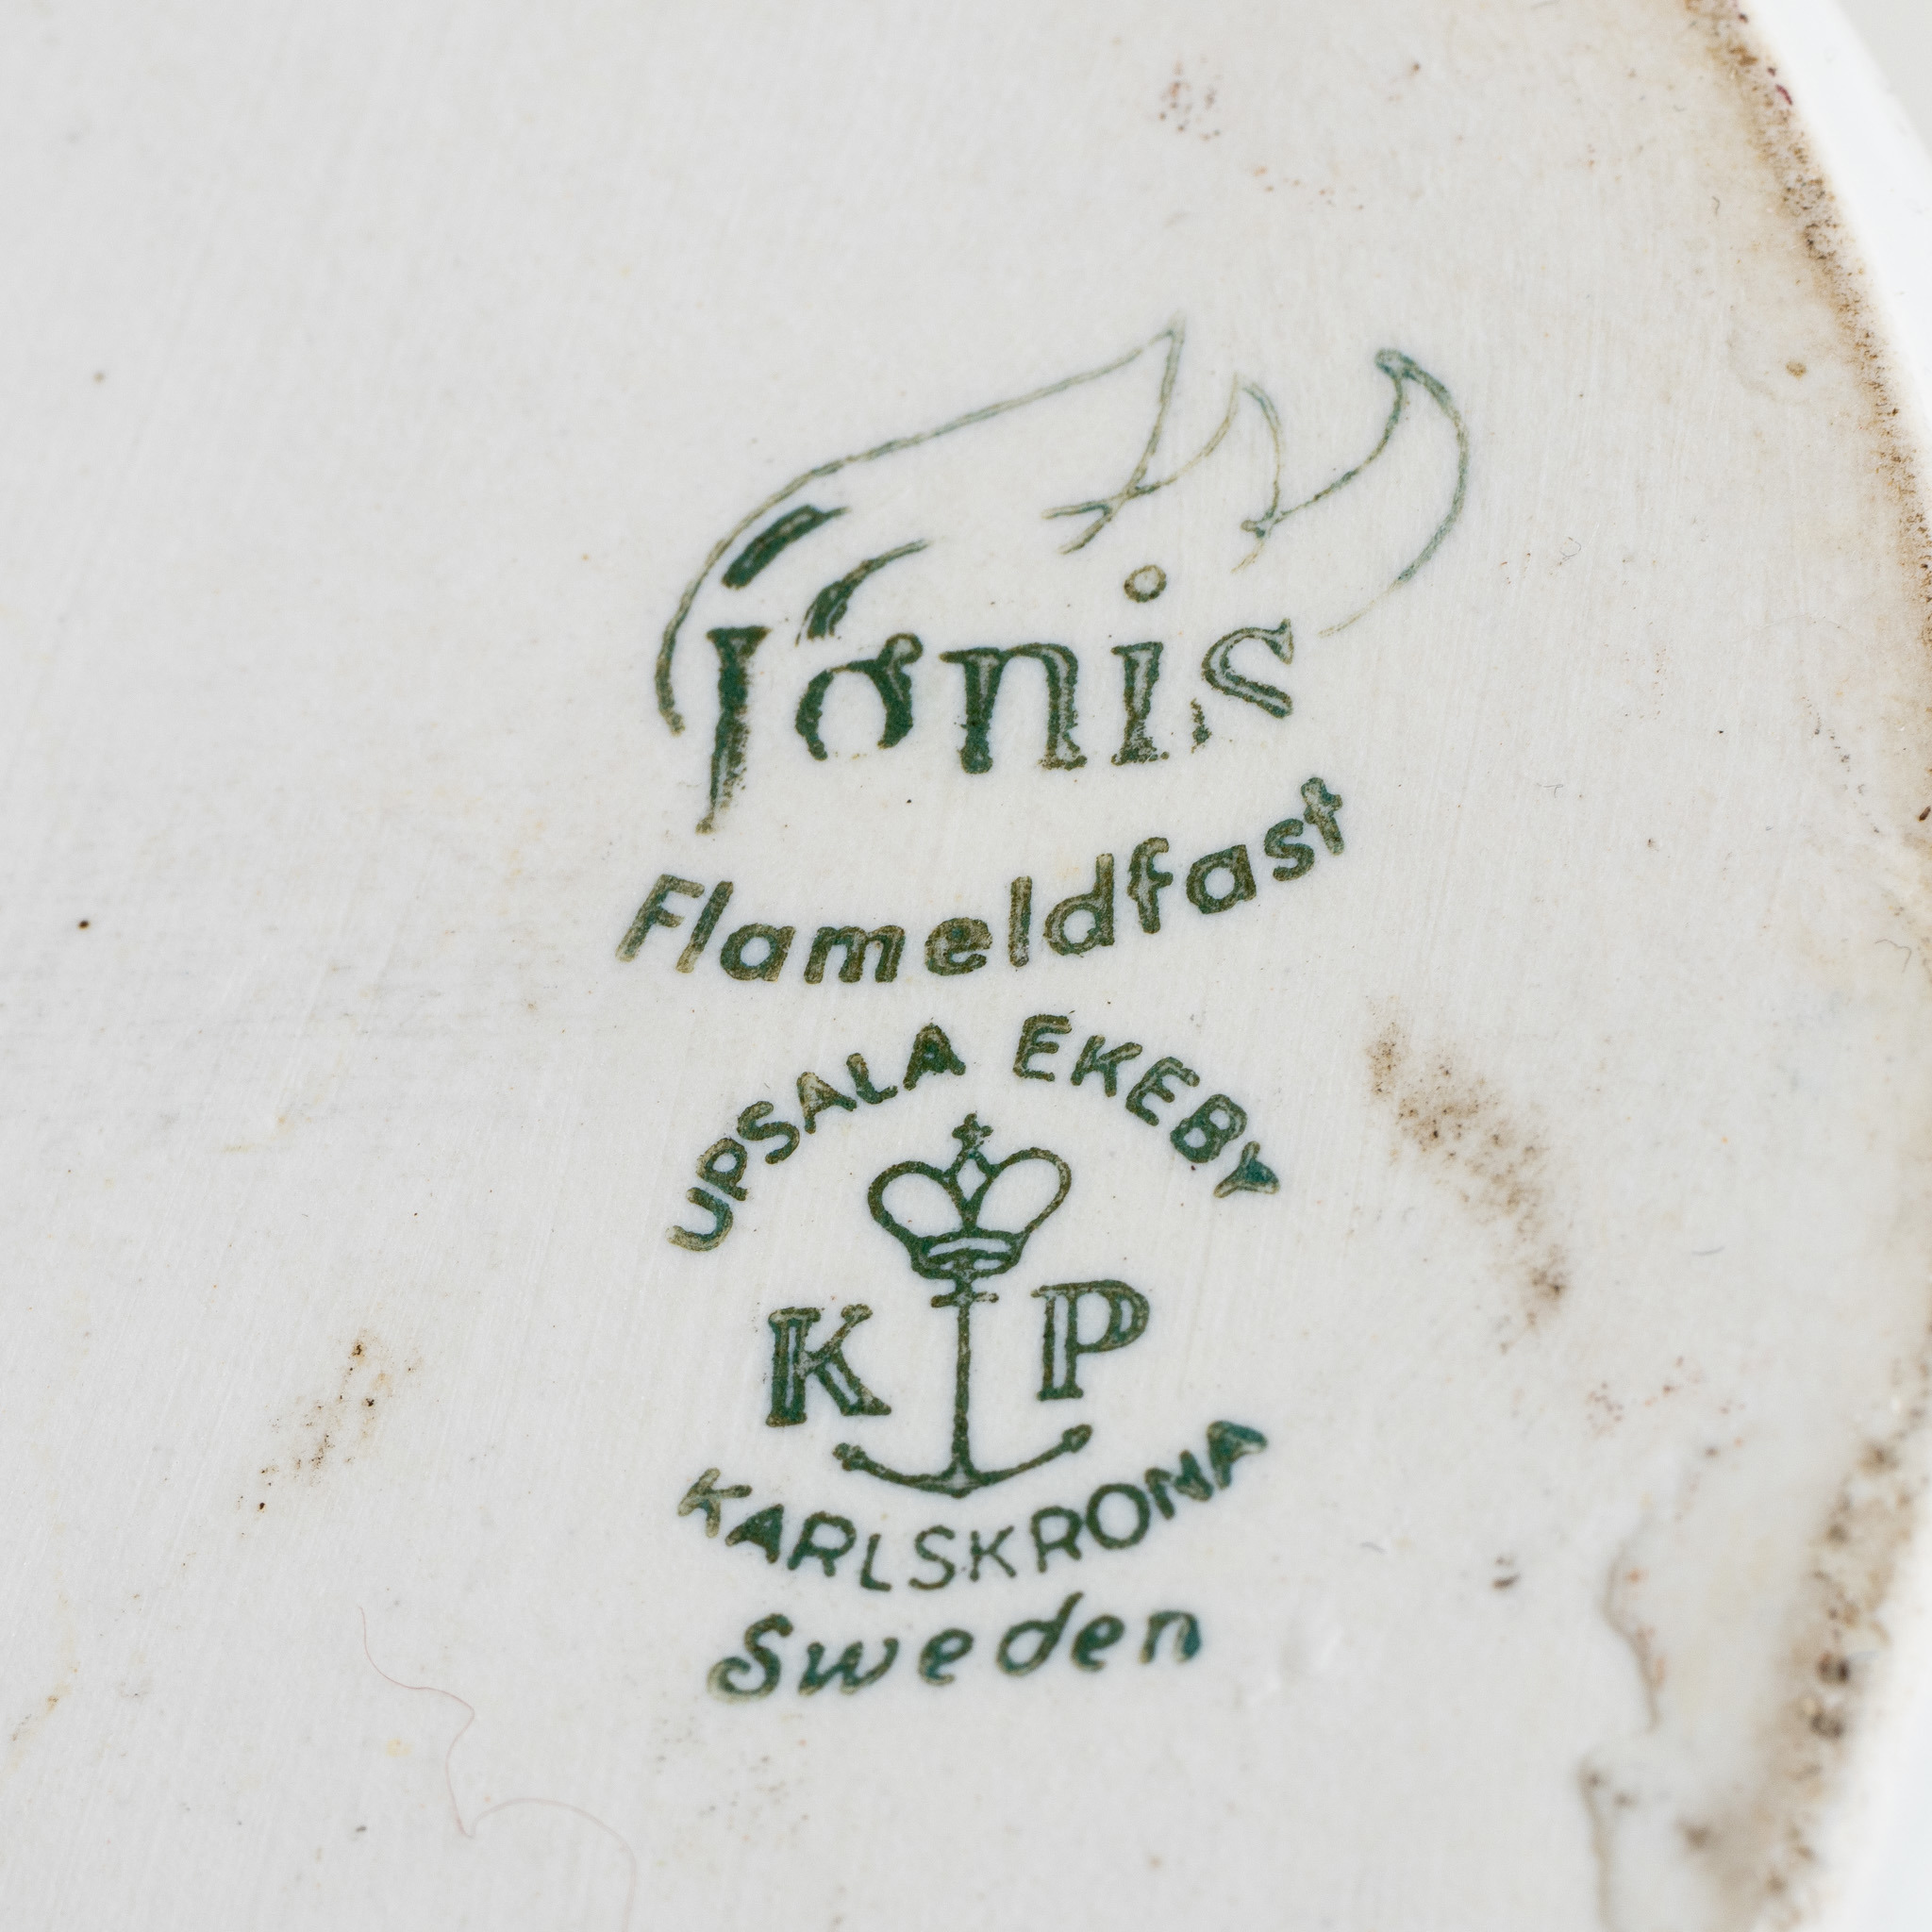 Ignis
Flameldfast
UPSALA EKEBY
K P
KARLSKRONA
Sweden